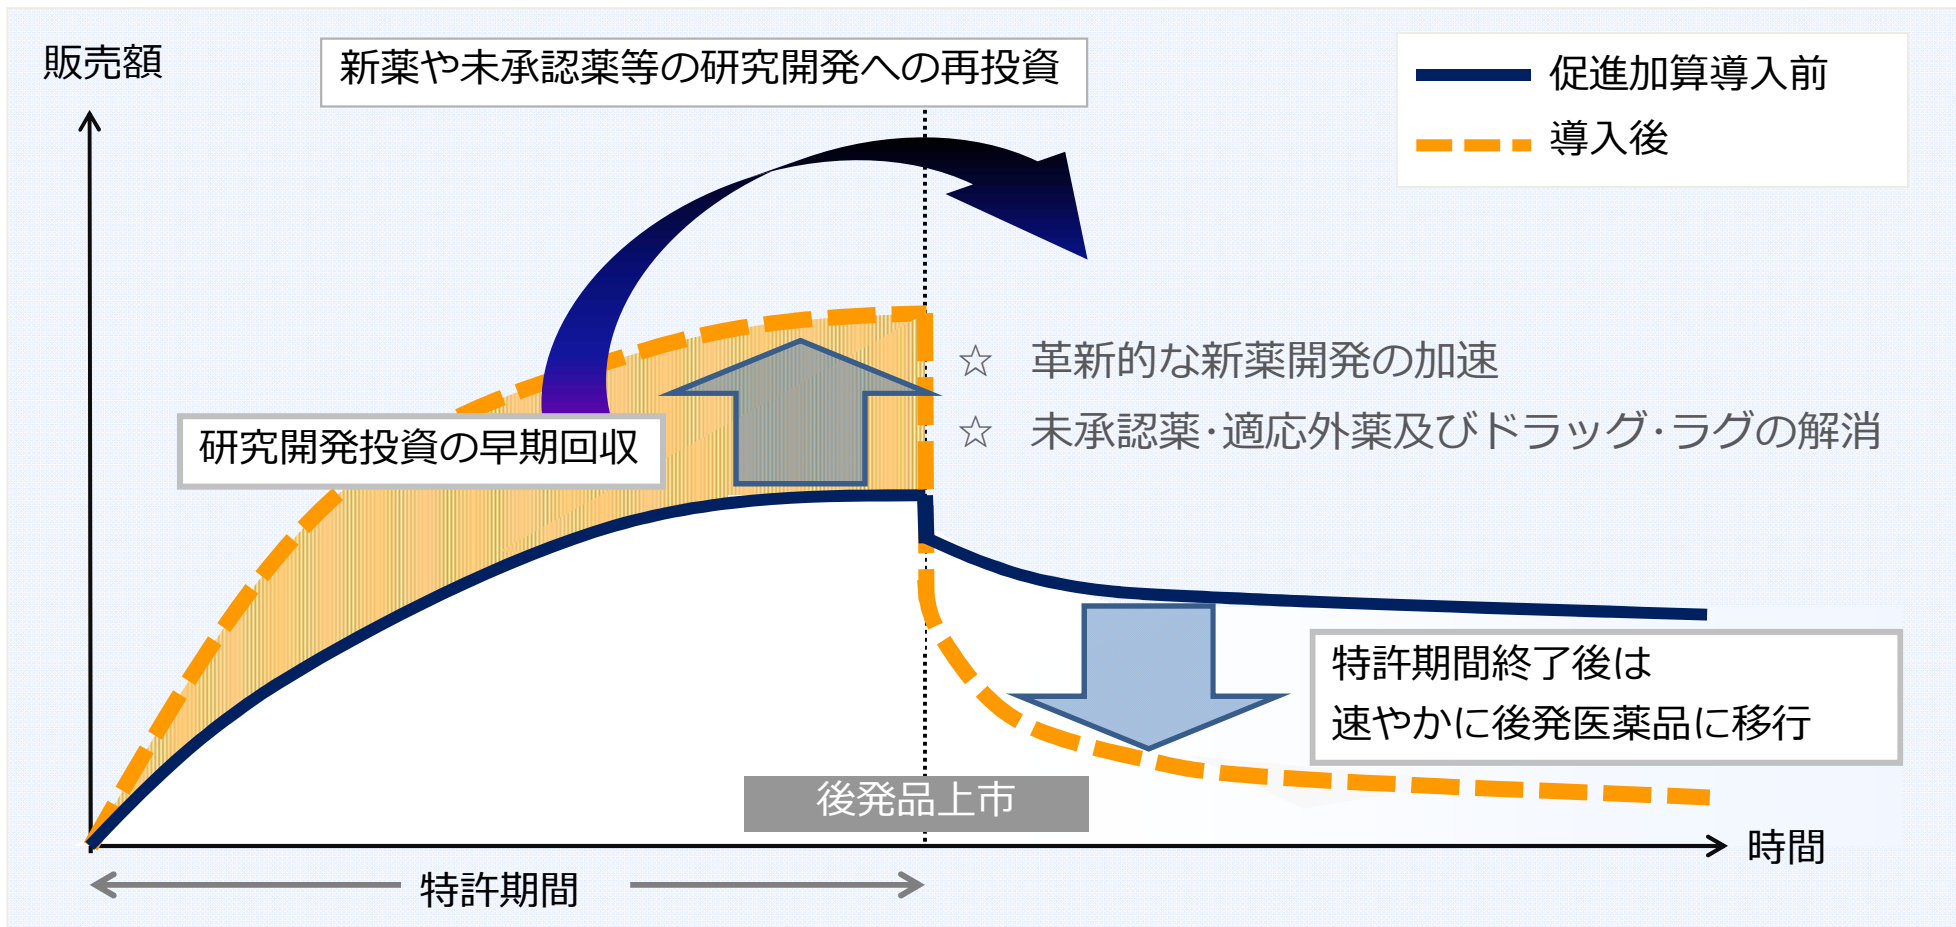 販売額
新薬や未承認薬等の研究開発への再投資
促進加算導入前
導入後
☆ 革新的な新薬開発の加速
☆ 未承認薬・適応外薬及びドラッグ・ラグの解消
研究開発投資の早期回収
特許期間終了後は
速やかに後発医薬品に移行
後発品上市
時間
特許期間